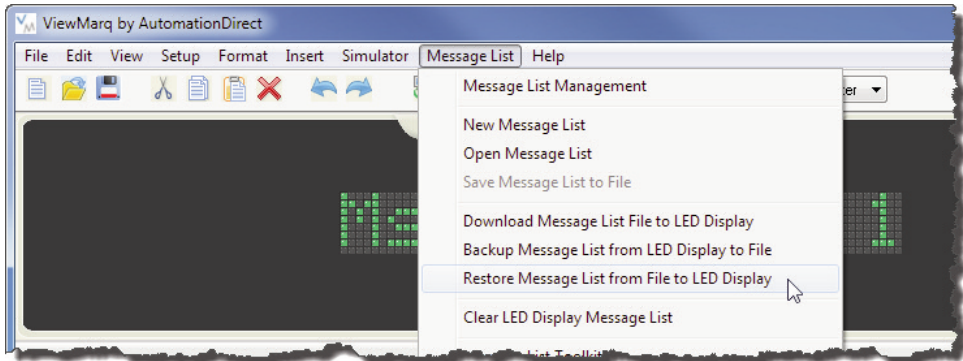 ViewMarq by AutomationDirect
File Edit View Setup Format Insert Simulator Message List Help
Message List Management
New Message List
Open Message List
Save Message List to File
Download Message List File to LED Display
Backup Message List from LED Display to File
Restore Message List from File to LED Display
Clear LED Display Message List